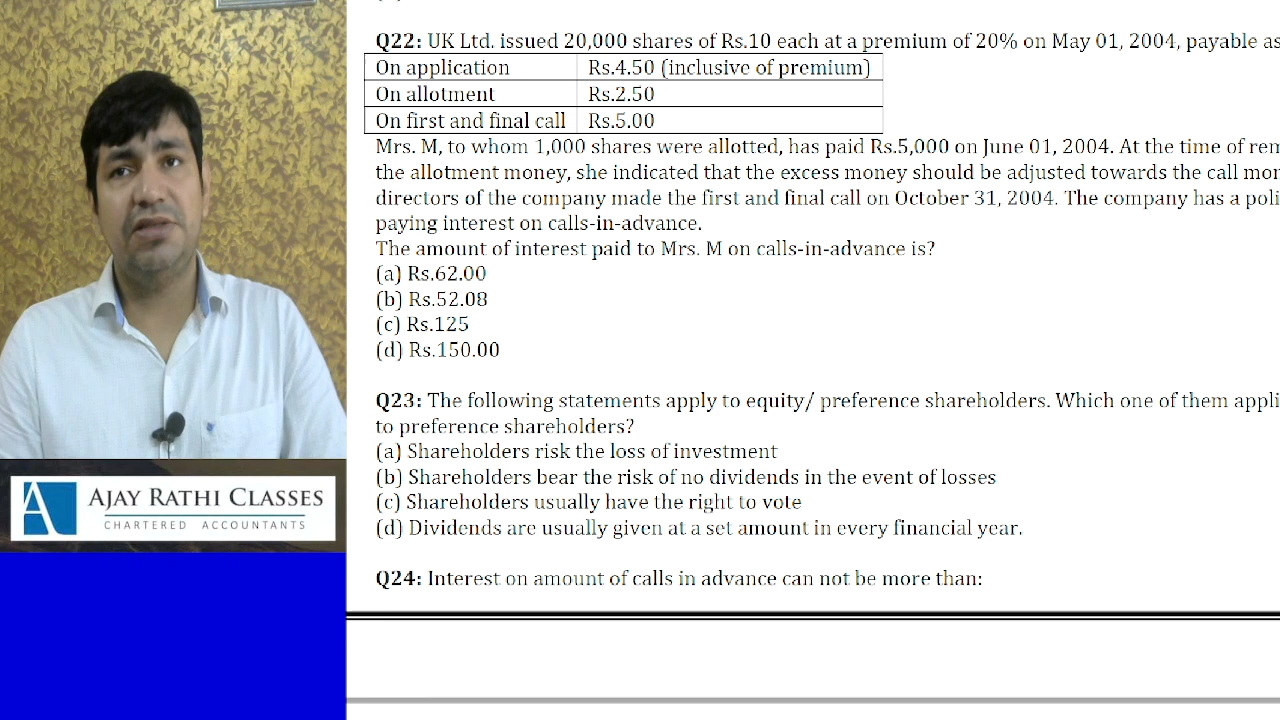 Q22: UK Ltd. issued 20,000 shares of Rs.10 each at a premium of 20% on May 01, 2004, payable as
On application Rs.4.50 (inclusive of premium)
On allotment Rs.2.50
On first and final call Rs.5.00
Mrs. M, to whom 1,000 shares were allotted, has paid Rs.5,000 on June 01, 2004. At the time of rem
the allotment money, she indicated that the excess money should be adjusted towards the call mon
directors of the company made the first and final call on October 31, 2004. The company has a poli
paying interest on calls-in-advance.
The amount of interest paid to Mrs. M on calls-in-advance is?
(a) Rs.62.00
(b) Rs.52.08
(c) Rs.125
(d) Rs.150.00
Q23: The following statements apply to equity/ preference shareholders. Which one of them appli
to preference shareholders?
(a) Shareholders risk the loss of investment
(b) Shareholders bear the risk of no dividends in the event of losses
(c) Shareholders usually have the right to vote
(d) Dividends are usually given at a set amount in every financial year.
Q24: Interest on amount of calls in advance can not be more than:
AJAY RATHI CLASSES
CHARTERED ACCOUNTANTS